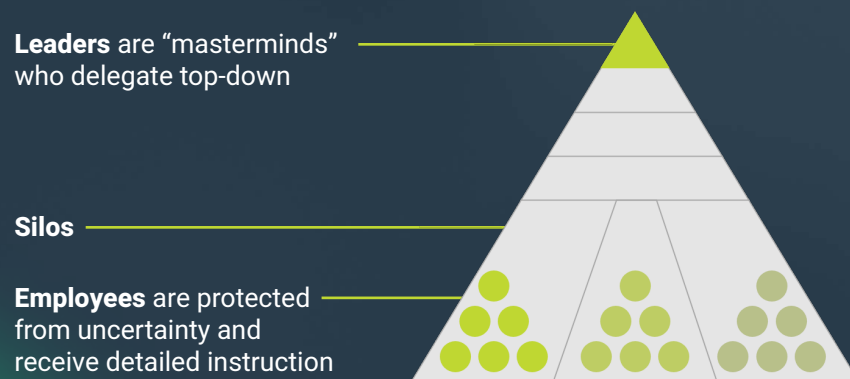 Leaders are “masterminds”
who delegate top-down
Silos
Employees are protected
from uncertainty and
receive detailed instruction